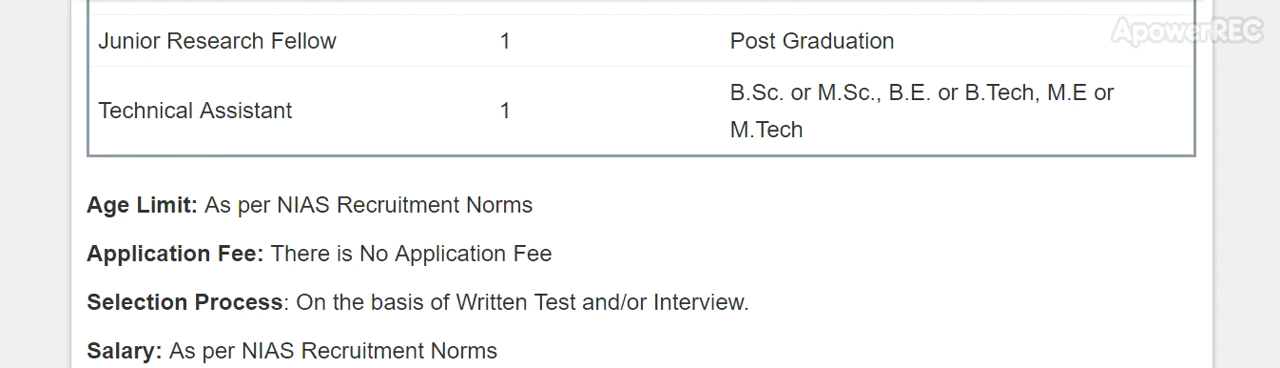 Junior Research Fellow 1 Post Graduation
ApowerREC
Technical Assistant 1 B.Sc. or M.Sc., B.E. or B.Tech, M.E or
M.Tech
Age Limit: As per NIAS Recruitment Norms
Application Fee: There is No Application Fee
Selection Process: On the basis of Written Test and/or Interview.
Salary: As per NIAS Recruitment Norms